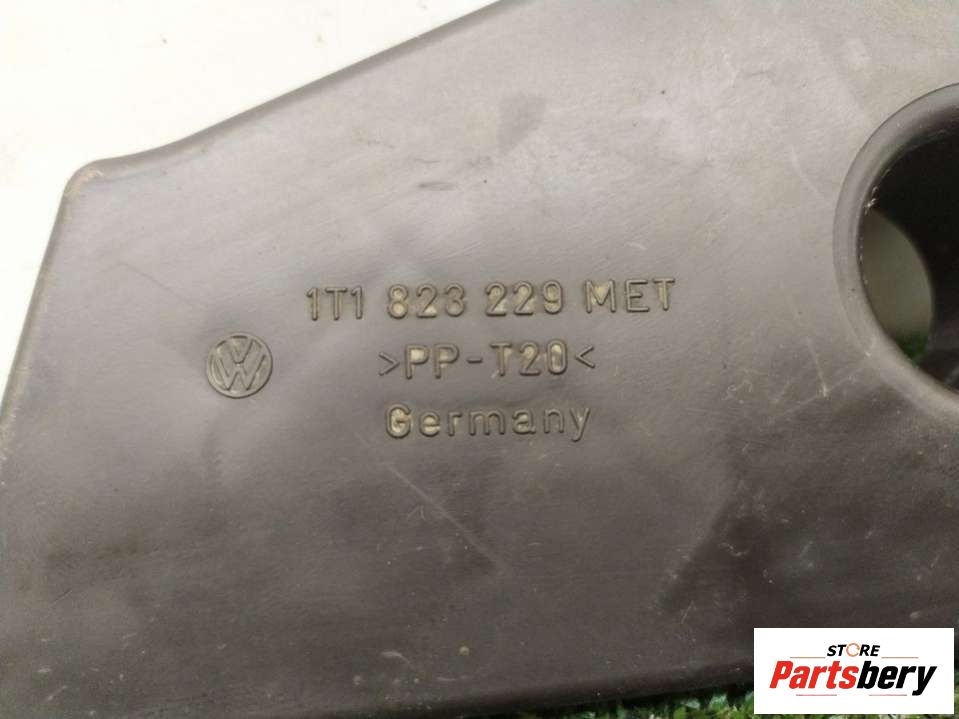 1T1 823 229 MET
>PP-T20<
Germany
STORE
Partsbery